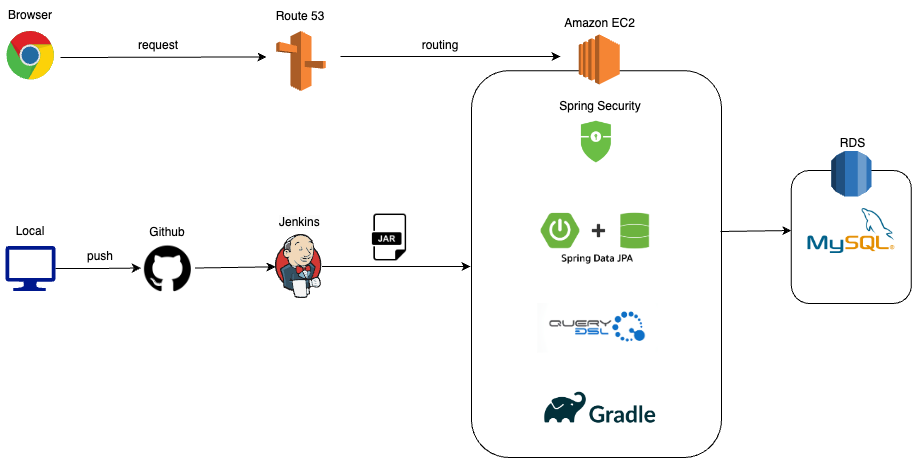 Browser
Route 53
Amazon EC2
request
routing
Spring Security
RDS
MySQL®
Local
Github
Jenkins
JAR
push
Spring Data JPA
QUERY
DSL
Gradle